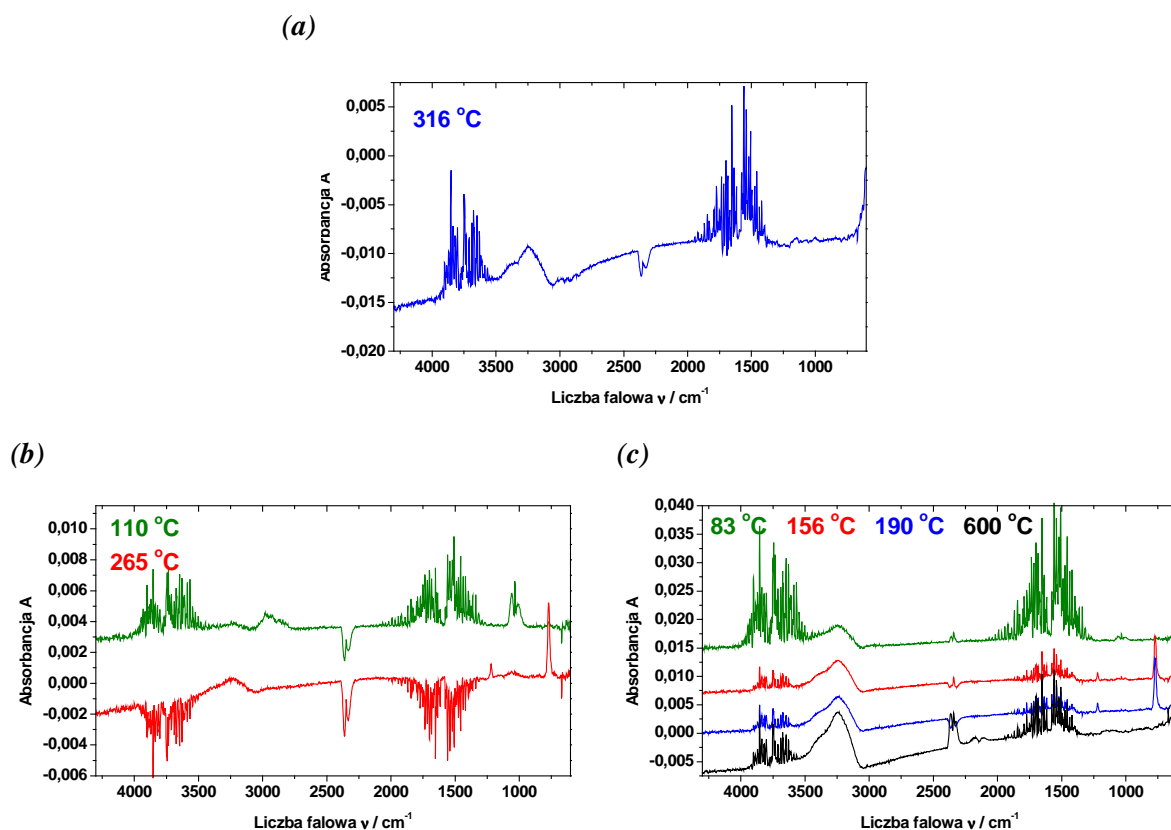 (a)
316 °C
0,005
0,000
-0,005
-0,010
-0,015
-0,020
Absorbancja A
4000 3500 3000 2500 2000 1500 1000
Liczba falowa ν / cm⁻¹
(b)
110 °C
265 °C
0,010
0,008
0,006
0,004
0,002
0,000
-0,002
-0,004
-0,006
Absorbancja A
4000 3500 3000 2500 2000 1500 1000
Liczba falowa ν / cm⁻¹
(c)
83 °C 156 °C 190 °C 600 °C
0,040
0,035
0,030
0,025
0,020
0,015
0,010
0,005
0,000
-0,005
Absorbancja A
4000 3500 3000 2500 2000 1500 1000
Liczba falowa ν / cm⁻¹